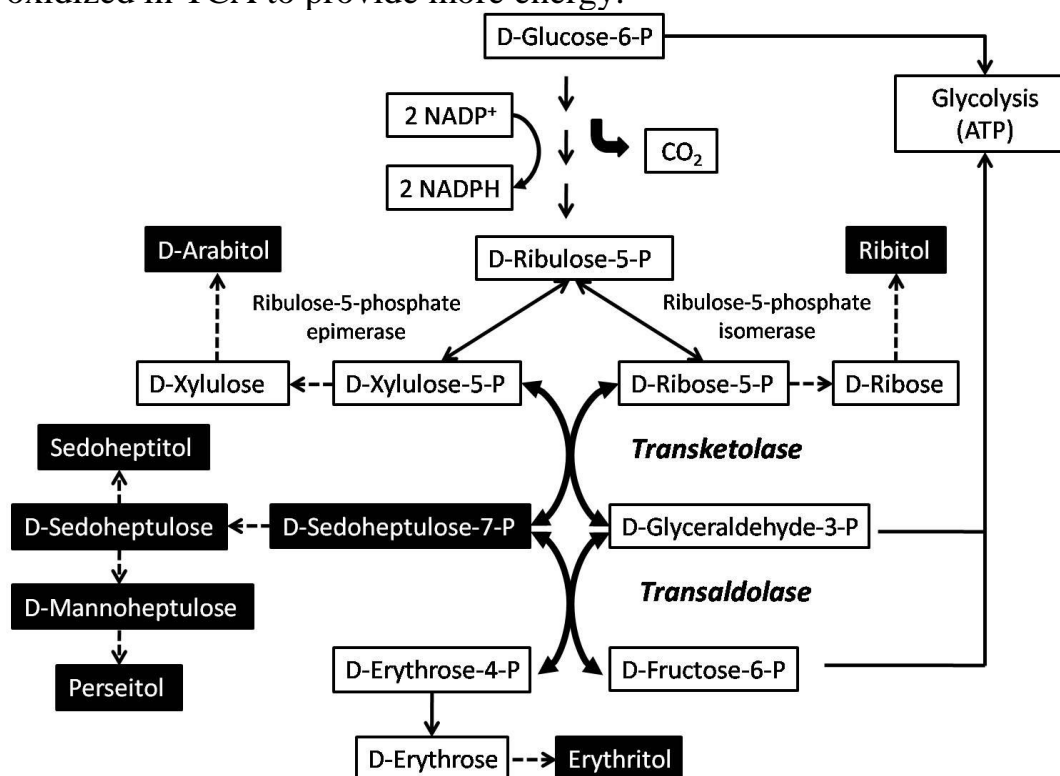 oxidized in TCA to provide more energy.
D-Glucose-6-P
Glycolysis
(ATP)
2 NADP⁺
CO₂
2 NADPH
D-Arabitol
D-Ribulose-5-P
Ribitol
Ribulose-5-phosphate
epimerase
Ribulose-5-phosphate
isomerase
D-Xylulose
D-Xylulose-5-P
D-Ribose-5-P
D-Ribose
Sedoheptitol
Transketolase
D-Sedoheptulose
D-Sedoheptulose-7-P
D-Glyceraldehyde-3-P
D-Mannoheptulose
Transaldolase
Perseitol
D-Erythrose-4-P
D-Fructose-6-P
D-Erythrose
Erythritol